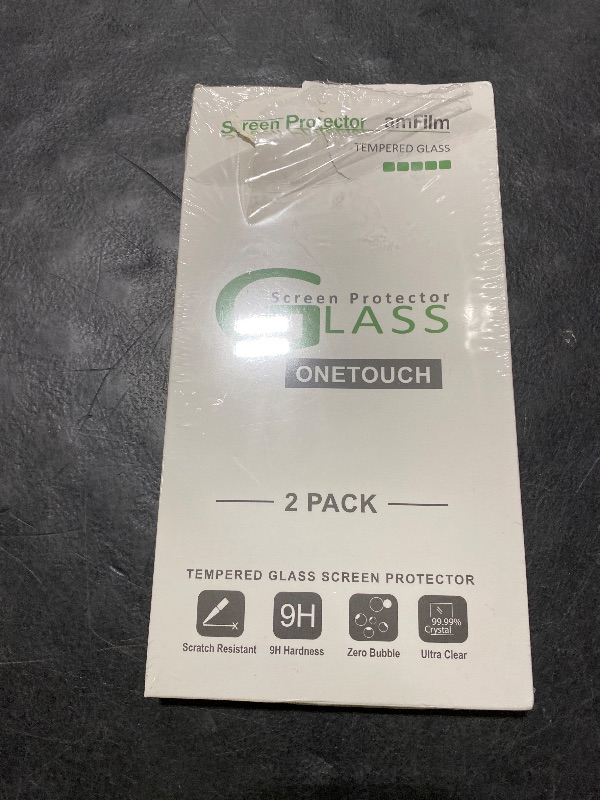 Screen Protector amFilm
TEMPERED GLASS
Screen Protector
GLASS
ONETOUCH
2 PACK
TEMPERED GLASS SCREEN PROTECTOR
X
9H
99.99%
Crystal
Scratch Resistant 9H Hardness Zero Bubble Ultra Clear